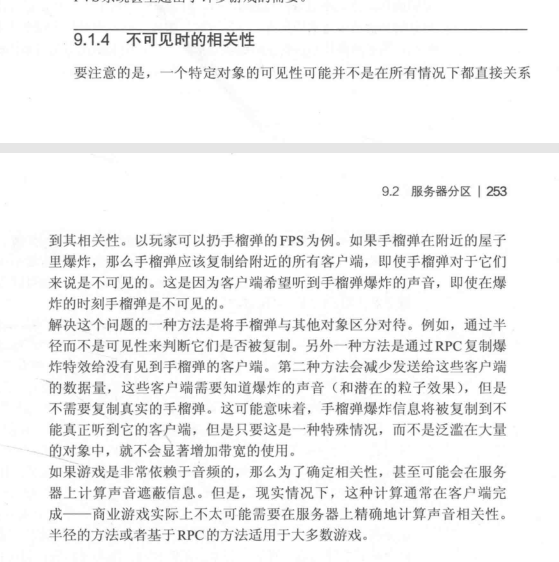 9.1.4 不可见时的相关性
要注意的是，一个特定对象的可见性可能并不是在所有情况下都直接关系
9.2 服务器分区 | 253
到其相关性。以玩家可以扔手榴弹的FPS为例。如果手榴弹在附近的屋子
里爆炸，那么手榴弹应该复制给附近的所有客户端，即使手榴弹对于它们
来说是不可见的。这是因为客户端希望听到手榴弹爆炸的声音，即使在爆
炸的时刻手榴弹是不可见的。
解决这个问题的一种方法是将手榴弹与其他对象区分对待。例如，通过半
径而不是可见性来判断它们是否被复制。另外一种方法是通过RPC复制爆
炸特效给没有见到手榴弹的客户端。第二种方法会减少发送给这些客户端
的数据量，这些客户端需要知道爆炸的声音（和潜在的粒子效果），但是
不需要复制真实的手榴弹。这可能意味着，手榴弹爆炸信息将被复制到不
能真正听到它的客户端，但是只要这是一种特殊情况，而不是泛滥在大量
的对象中，就不会显著增加带宽的使用。
如果游戏是非常依赖于音频的，那么为了确定相关性，甚至可能会在服务
器上计算声音遮蔽信息。但是，现实情况下，这种计算通常在客户端完
成——商业游戏实际上不太可能需要在服务器上精确地计算声音相关性。
半径的方法或者基于RPC的方法适用于大多数游戏。